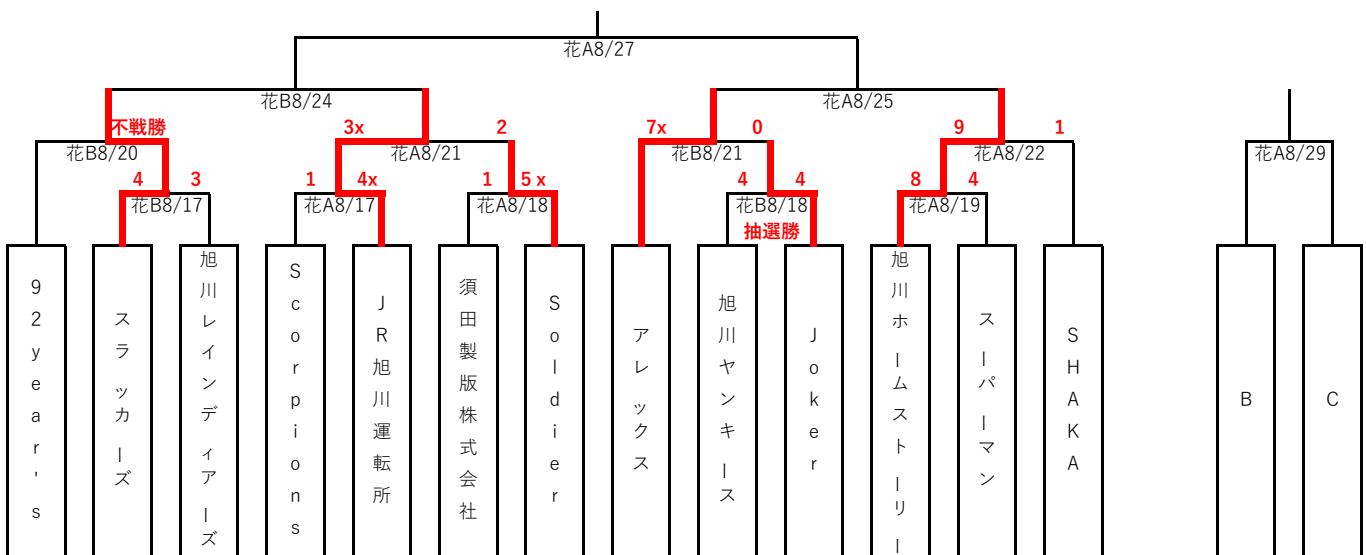 花A8/27
花B8/24
花A8/25
不戦勝
3x
2
7x
0
9
1
花B8/20
花A8/21
花B8/21
花A8/22
花A8/29
4
3
1
4x
1
5 x
4
4
8
4
花B8/17
花A8/17
花A8/18
花B8/18
花A8/19
抽選勝
92year's
スラッカーズ
旭川レインディアーズ
Scorpions
JR旭川運転所
須田製版株式会社
Soldier
アレックス
旭川ヤンキース
Joker
旭川ホームストーリー
スーパーマン
SHAKA
B
C